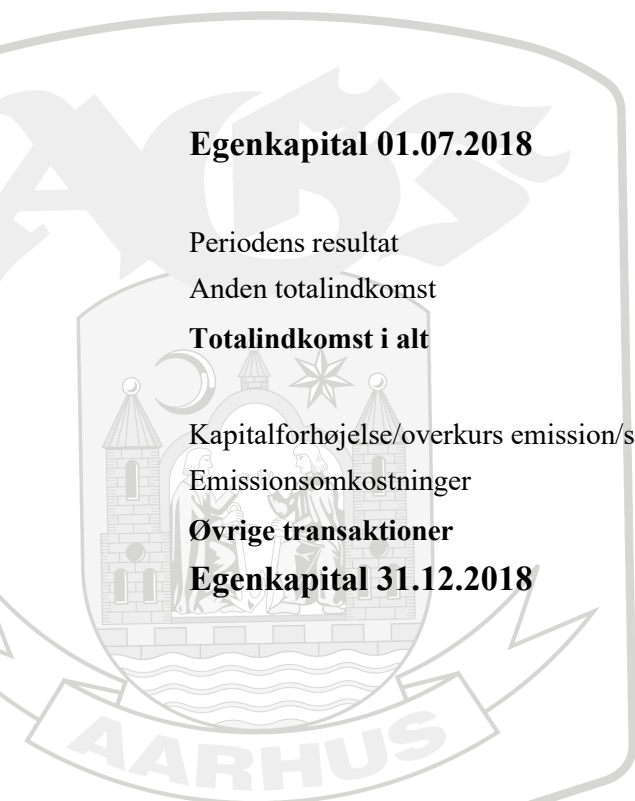 AGF
Egenkapital 01.07.2018
Periodens resultat
Anden totalindkomst
Totalindkomst i alt
Kapitalforhøjelse/overkurs emission/s
Emissionsomkostninger
Øvrige transaktioner
Egenkapital 31.12.2018
AARHUS